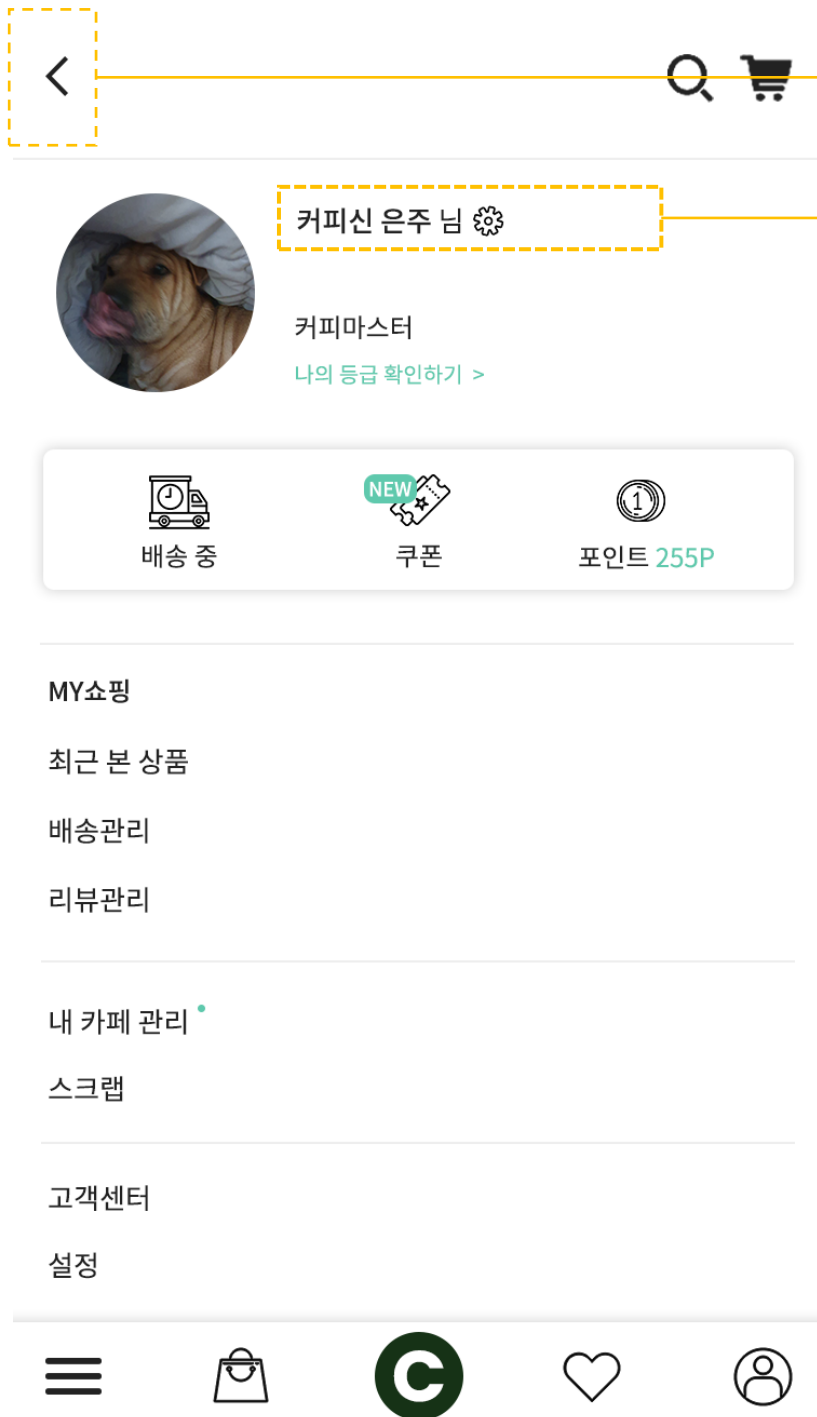 커피신 은주 님
커피마스터
나의 등급 확인하기 >
NEW
1
배송 중
쿠폰
포인트 255P
MY쇼핑
최근 본 상품
배송관리
리뷰관리
내 카페 관리
스크랩
고객센터
설정
C